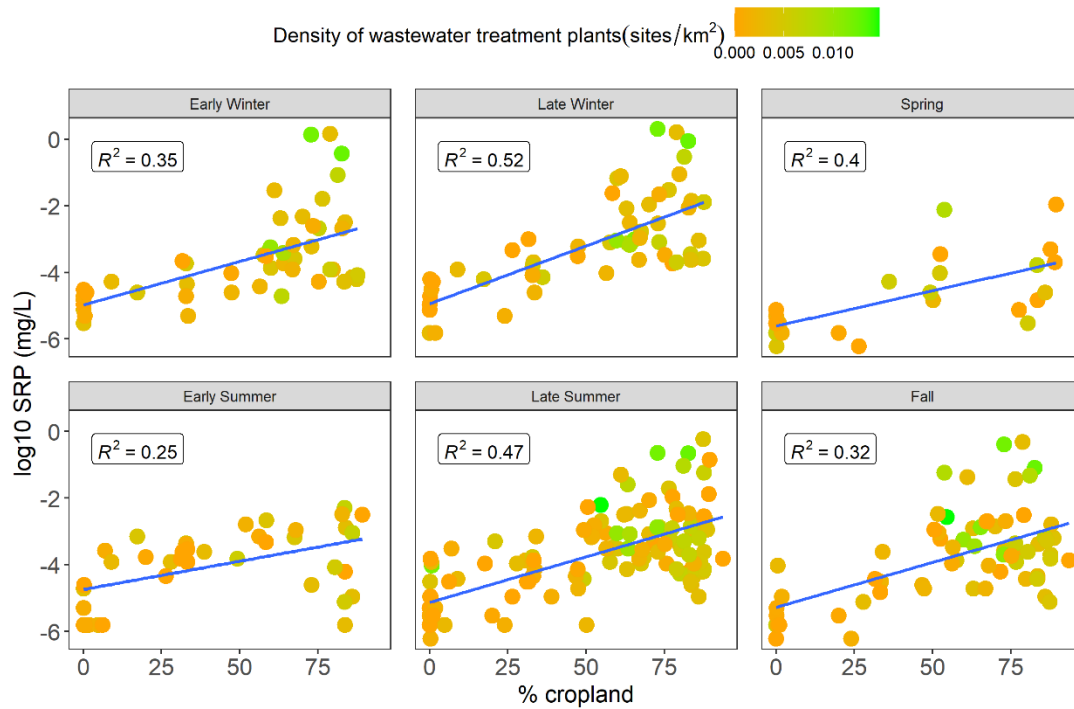 Density of wastewater treatment plants(sites/km²)
0.000 0.005 0.010
Early Winter
Late Winter
Spring
R² = 0.35
R² = 0.52
R² = 0.4
0
-2
-4
-6
Early Summer
Late Summer
Fall
R² = 0.25
R² = 0.47
R² = 0.32
0
-2
-4
-6
log10 SRP (mg/L)
0 25 50 75
0 25 50 75
0 25 50 75
% cropland